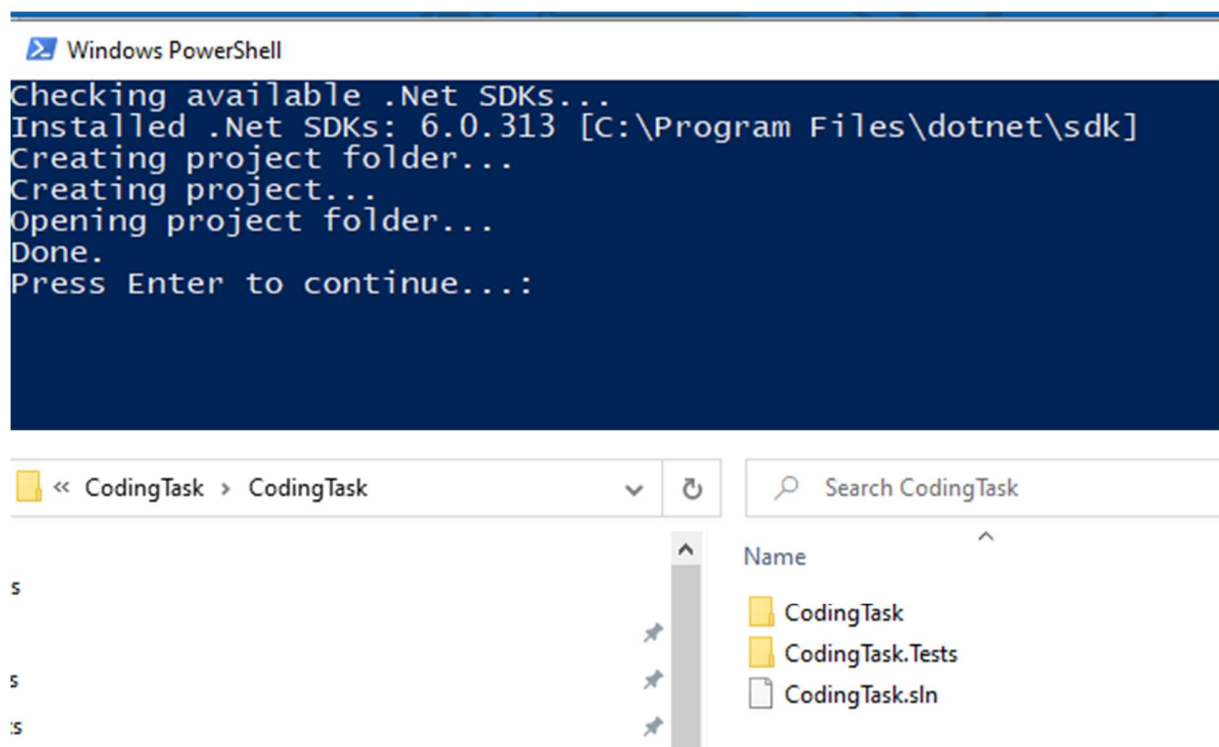 Windows PowerShell
Checking available .Net SDKs...
Installed .Net SDKs: 6.0.313 [C:\Program Files\dotnet\sdk]
Creating project folder...
Creating project...
Opening project folder...
Done.
Press Enter to continue...:
« CodingTask > CodingTask
Search CodingTask
Name
s
CodingTask
CodingTask.Tests
s
CodingTask.sln
s